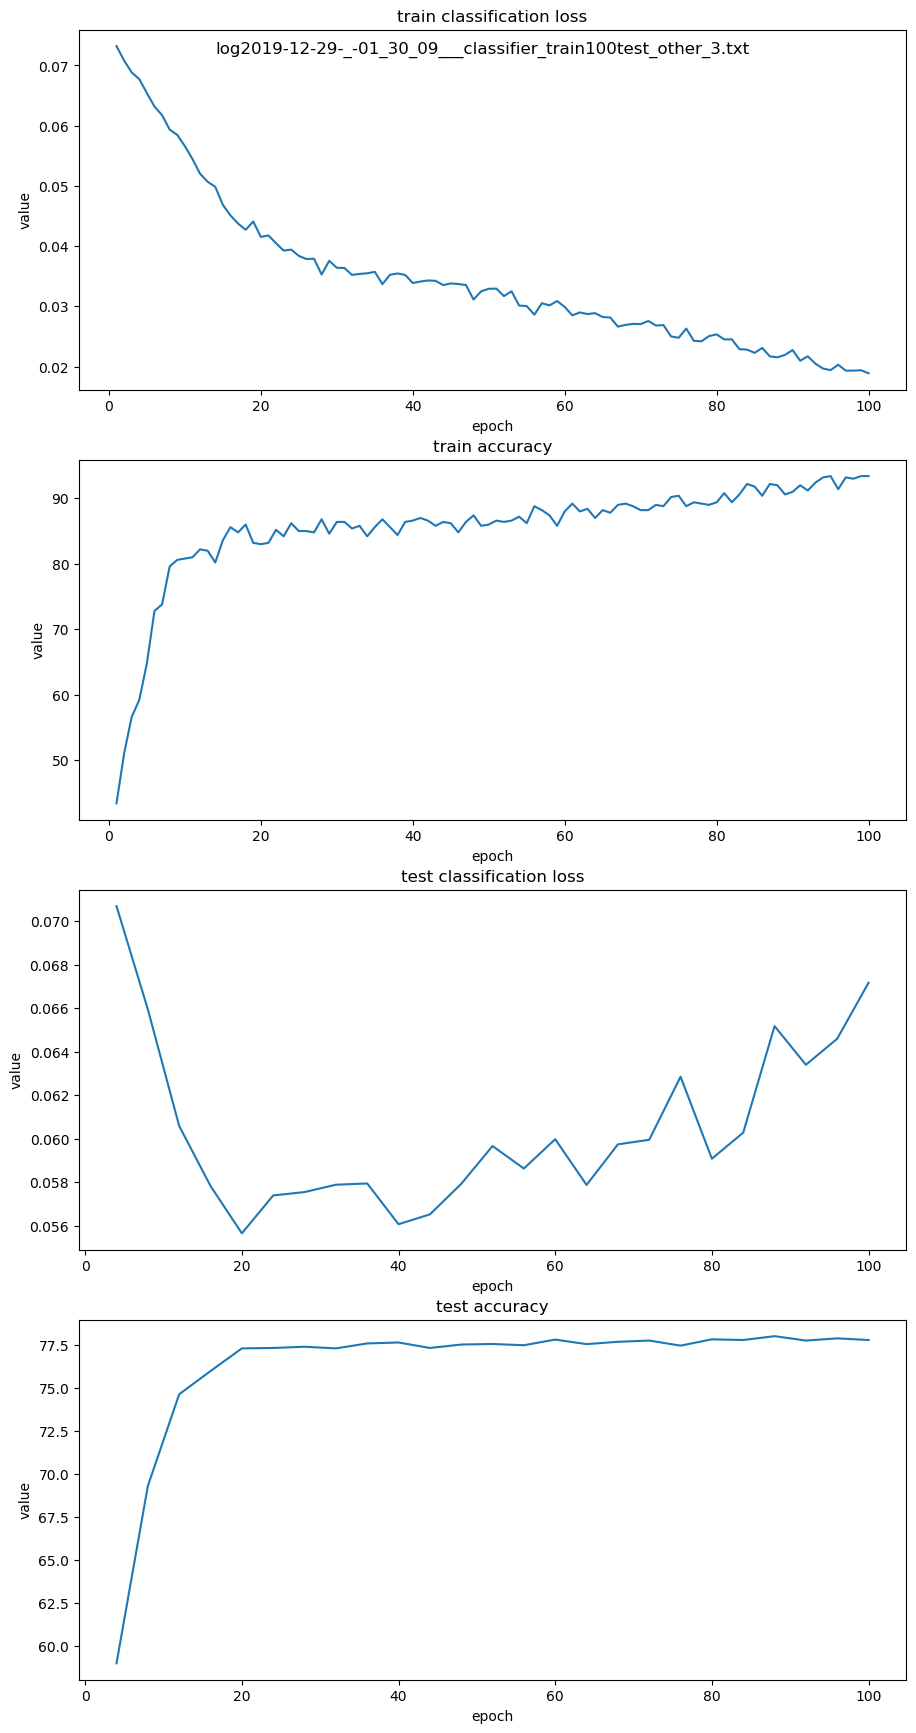 train classification loss
log2019-12-29-_-01_30_09___classifier_train100test_other_3.txt
0.07
0.06
0.05
0.04
0.03
0.02
value
0 20 40 60 80 100
epoch
train accuracy
90
80
70
60
50
value
0 20 40 60 80 100
epoch
test classification loss
0.070
0.068
0.066
0.064
0.062
0.060
0.058
0.056
value
0 20 40 60 80 100
epoch
test accuracy
77.5
75.0
72.5
70.0
67.5
65.0
62.5
60.0
value
0 20 40 60 80 100
epoch